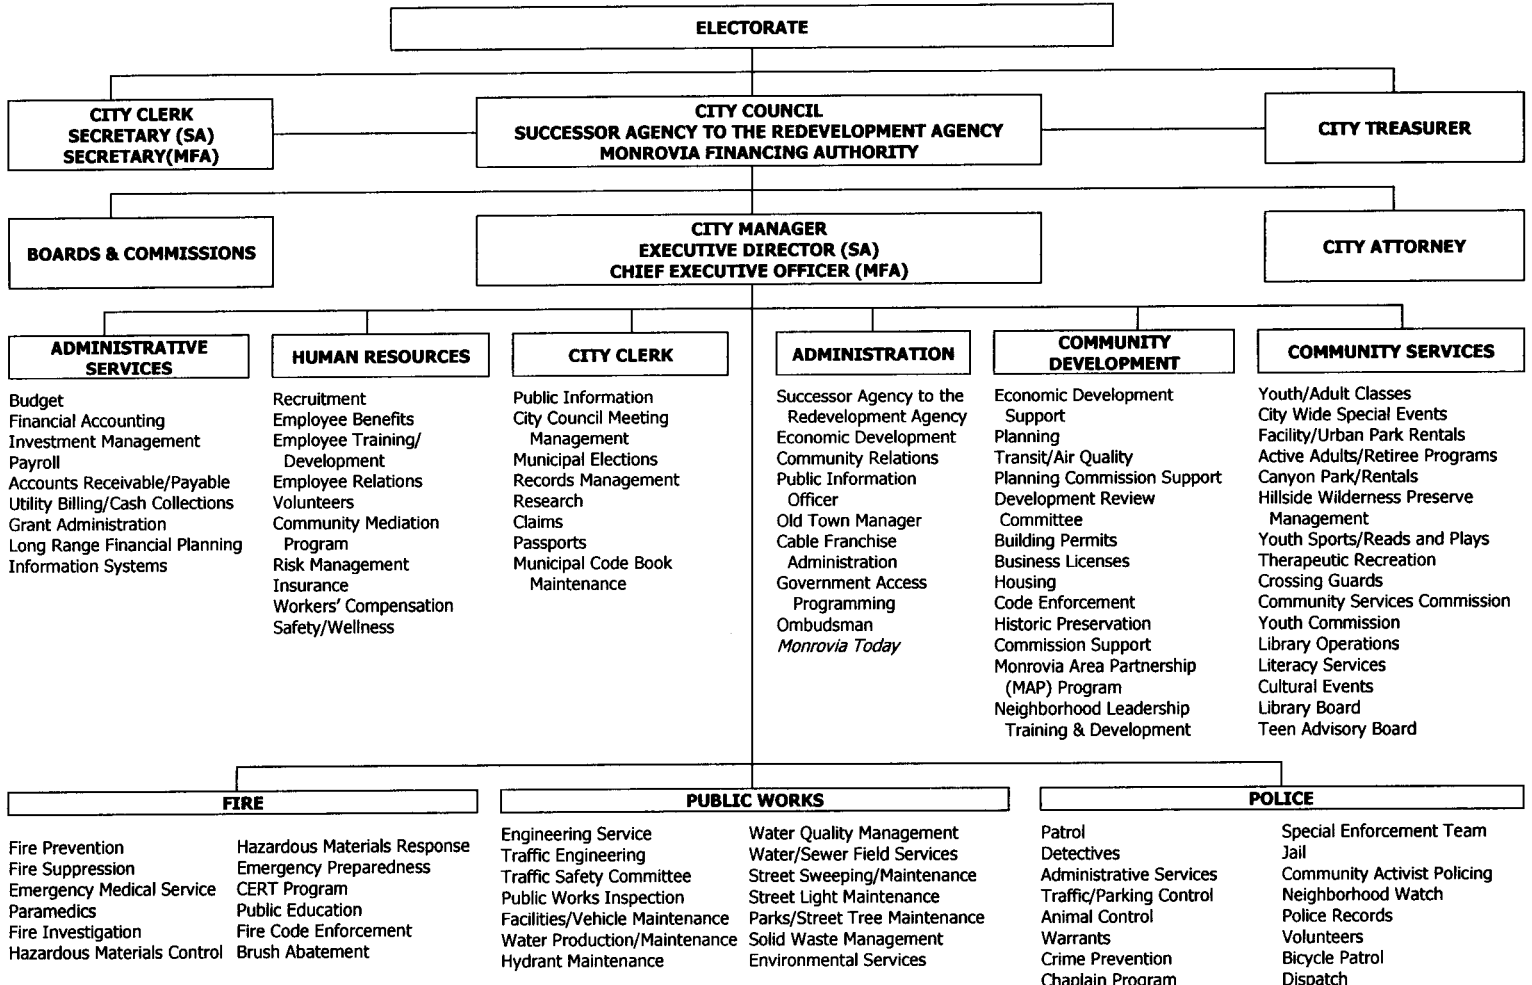 ELECTORATE
CITY CLERK
SECRETARY (SA)
SECRETARY(MFA)
CITY COUNCIL
SUCCESSOR AGENCY TO THE REDEVELOPMENT AGENCY
MONROVIA FINANCING AUTHORITY
CITY TREASURER
BOARDS & COMMISSIONS
CITY MANAGER
EXECUTIVE DIRECTOR (SA)
CHIEF EXECUTIVE OFFICER (MFA)
CITY ATTORNEY
ADMINISTRATIVE
SERVICES
Budget
Financial Accounting
Investment Management
Payroll
Accounts Receivable/Payable
Utility Billing/Cash Collections
Grant Administration
Long Range Financial Planning
Information Systems
HUMAN RESOURCES
Recruitment
Employee Benefits
Employee Training/
Development
Employee Relations
Volunteers
Community Mediation
Program
Risk Management
Insurance
Workers' Compensation
Safety/Wellness
CITY CLERK
Public Information
City Council Meeting
Management
Municipal Elections
Records Management
Research
Claims
Passports
Municipal Code Book
Maintenance
ADMINISTRATION
Successor Agency to the
Redevelopment Agency
Economic Development
Community Relations
Public Information
Officer
Old Town Manager
Cable Franchise
Administration
Government Access
Programming
Ombudsman
Monrovia Today
COMMUNITY
DEVELOPMENT
Economic Development
Support
Planning
Transit/Air Quality
Planning Commission Support
Development Review
Committee
Building Permits
Business Licenses
Housing
Code Enforcement
Historic Preservation
Commission Support
Monrovia Area Partnership
(MAP) Program
Neighborhood Leadership
Training & Development
COMMUNITY SERVICES
Youth/Adult Classes
City Wide Special Events
Facility/Urban Park Rentals
Active Adults/Retiree Programs
Canyon Park/Rentals
Hillside Wilderness Preserve
Management
Youth Sports/Reads and Plays
Therapeutic Recreation
Crossing Guards
Community Services Commission
Youth Commission
Library Operations
Literacy Services
Cultural Events
Library Board
Teen Advisory Board
FIRE
Fire Prevention
Fire Suppression
Emergency Medical Service
Paramedics
Fire Investigation
Hazardous Materials Control
Hazardous Materials Response
Emergency Preparedness
CERT Program
Public Education
Fire Code Enforcement
Brush Abatement
PUBLIC WORKS
Engineering Service
Traffic Engineering
Traffic Safety Committee
Public Works Inspection
Facilities/Vehicle Maintenance
Water Production/Maintenance
Hydrant Maintenance
Water Quality Management
Water/Sewer Field Services
Street Sweeping/Maintenance
Street Light Maintenance
Parks/Street Tree Maintenance
Solid Waste Management
Environmental Services
POLICE
Patrol
Detectives
Administrative Services
Traffic/Parking Control
Animal Control
Warrants
Crime Prevention
Chaplain Program
Special Enforcement Team
Jail
Community Activist Policing
Neighborhood Watch
Police Records
Volunteers
Bicycle Patrol
Dispatch